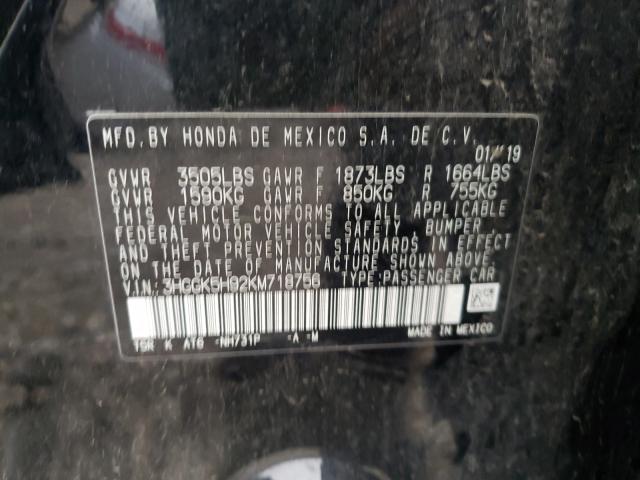 MFD. BY HONDA DE MEXICO S.A. DE C.V.
01/19
GVWR 3505LBS GAWR F 1873LBS R 1664LBS
GVWR 1590KG GAWR F 850KG R 755KG
THIS VEHICLE CONFORMS TO ALL APPLICABLE
FEDERAL MOTOR VEHICLE SAFETY, BUMPER,
AND THEFT PREVENTION STANDARDS IN EFFECT
ON THE DATE OF MANUFACTURE SHOWN ABOVE.
V.I.N.: 3HGGK5H92KM718756 TYPE:PASSENGER CAR
T5R K AT6 -NH731P -A -M
MADE IN MEXICO